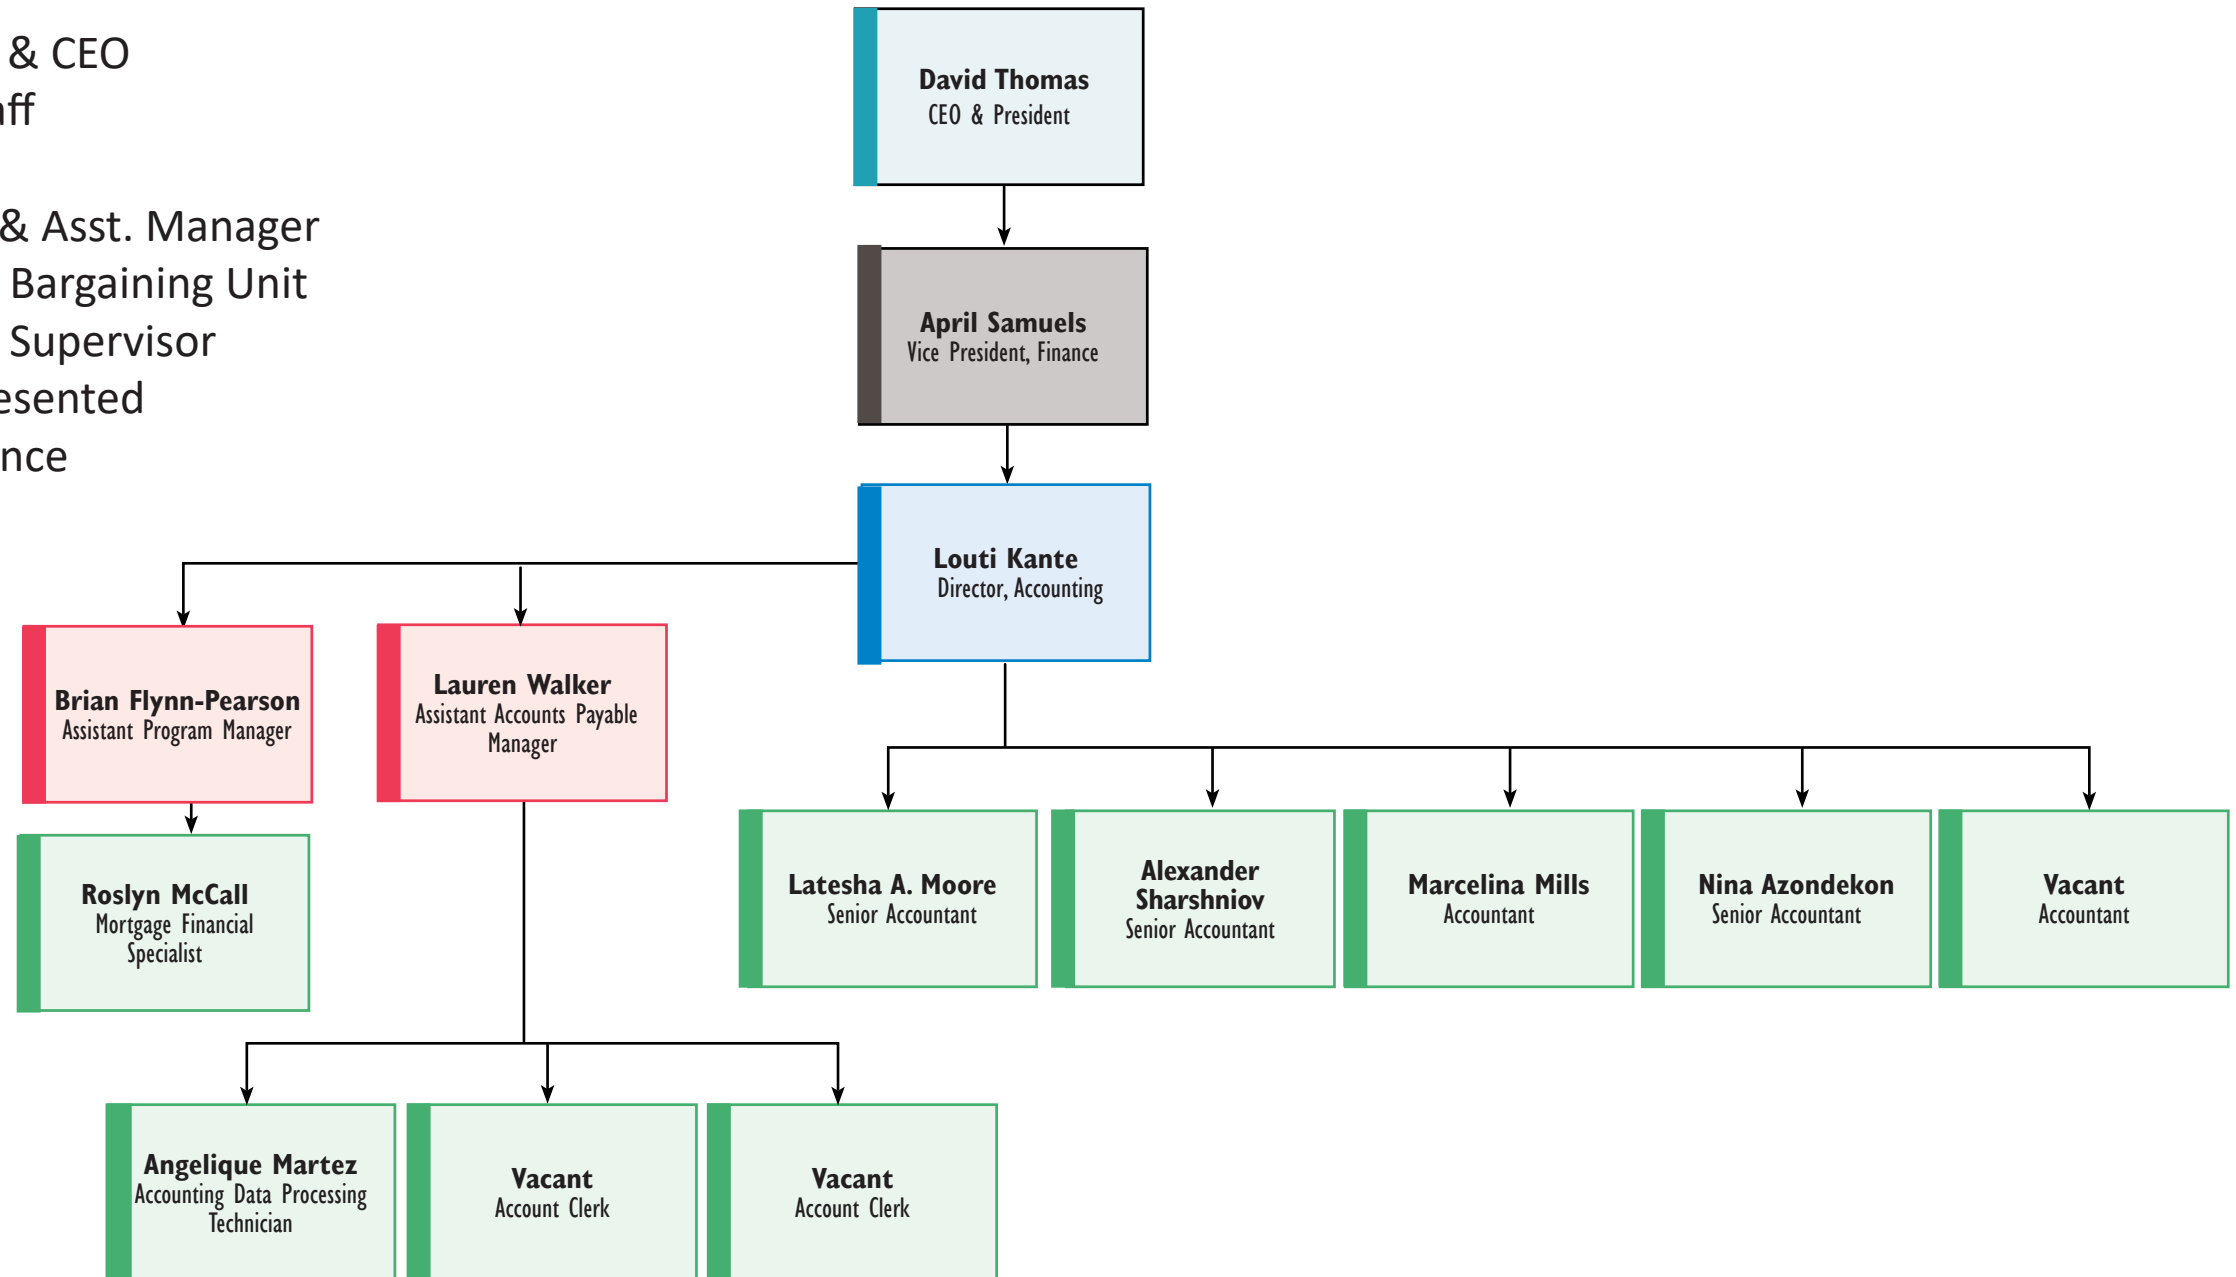 & CEO
aff
& Asst. Manager
Bargaining Unit
Supervisor
esented
nce
David Thomas
CEO & President
April Samuels
Vice President, Finance
Louti Kante
Director, Accounting
Brian Flynn-Pearson
Assistant Program Manager
Lauren Walker
Assistant Accounts Payable
Manager
Roslyn McCall
Mortgage Financial
Specialist
Latesha A. Moore
Senior Accountant
Alexander
Sharshniov
Senior Accountant
Marcelina Mills
Accountant
Nina Azondekon
Senior Accountant
Vacant
Accountant
Angelique Martez
Accounting Data Processing
Technician
Vacant
Account Clerk
Vacant
Account Clerk